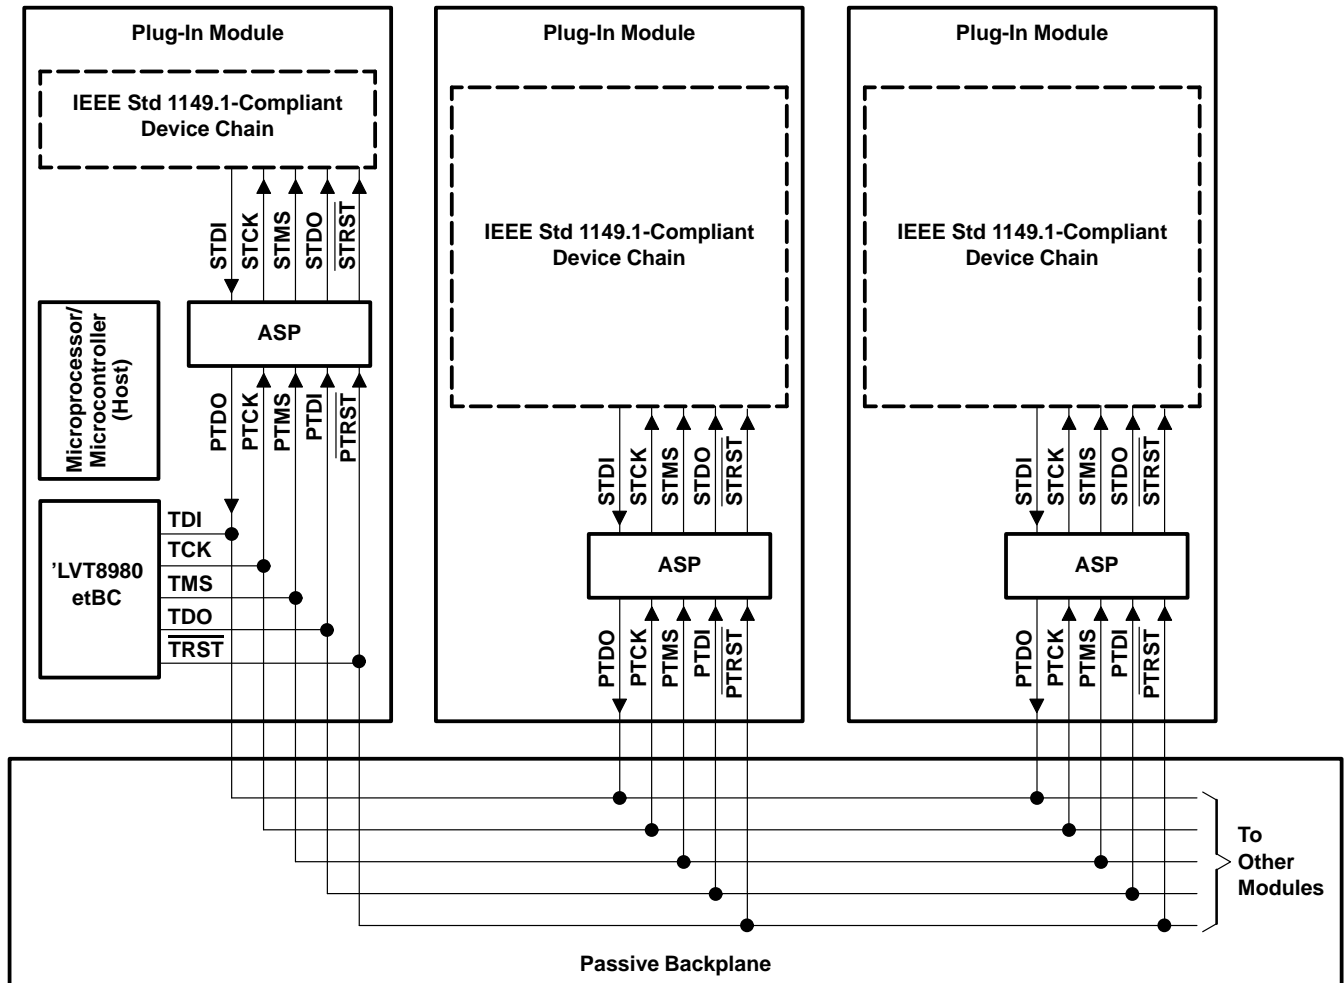 Plug-In Module
IEEE Std 1149.1-Compliant
Device Chain
STDI
STCK
STMS
STDO
STRST
ASP
Microprocessor/
Microcontroller
(Host)
PTDO
PTCK
PTMS
PTDI
PTRST
'LVT8980
etBC
TDI
TCK
TMS
TDO
TRST
Plug-In Module
IEEE Std 1149.1-Compliant
Device Chain
STDI
STCK
STMS
STDO
STRST
ASP
PTDO
PTCK
PTMS
PTDI
PTRST
Plug-In Module
IEEE Std 1149.1-Compliant
Device Chain
STDI
STCK
STMS
STDO
STRST
ASP
PTDO
PTCK
PTMS
PTDI
PTRST
To
Other
Modules
Passive Backplane